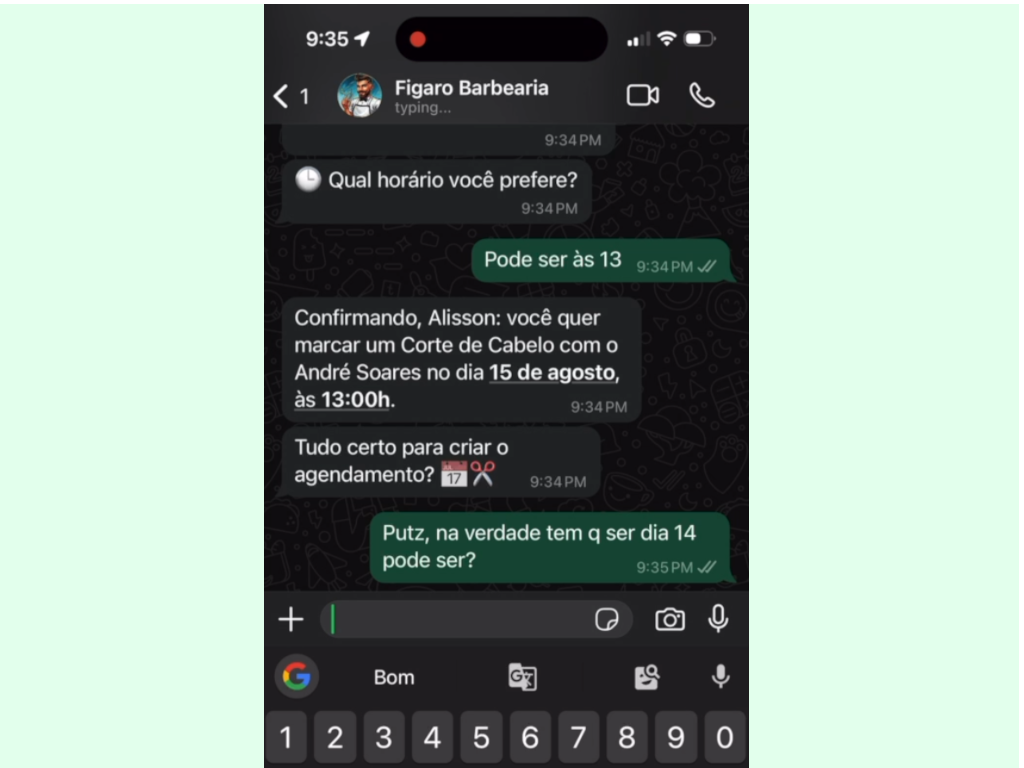 9:35
1
Figaro Barbearia
typing...
9:34 PM
🕒 Qual horário você prefere?
9:34 PM
Pode ser às 13
9:34 PM
Confirmando, Alisson: você quer
marcar um Corte de Cabelo com o
André Soares no dia 15 de agosto,
às 13:00h.
9:34 PM
Tudo certo para criar o
agendamento? 📅✂️
9:34 PM
Putz, na verdade tem q ser dia 14
pode ser?
9:35 PM
G Bom
1 2 3 4 5 6 7 8 9 0